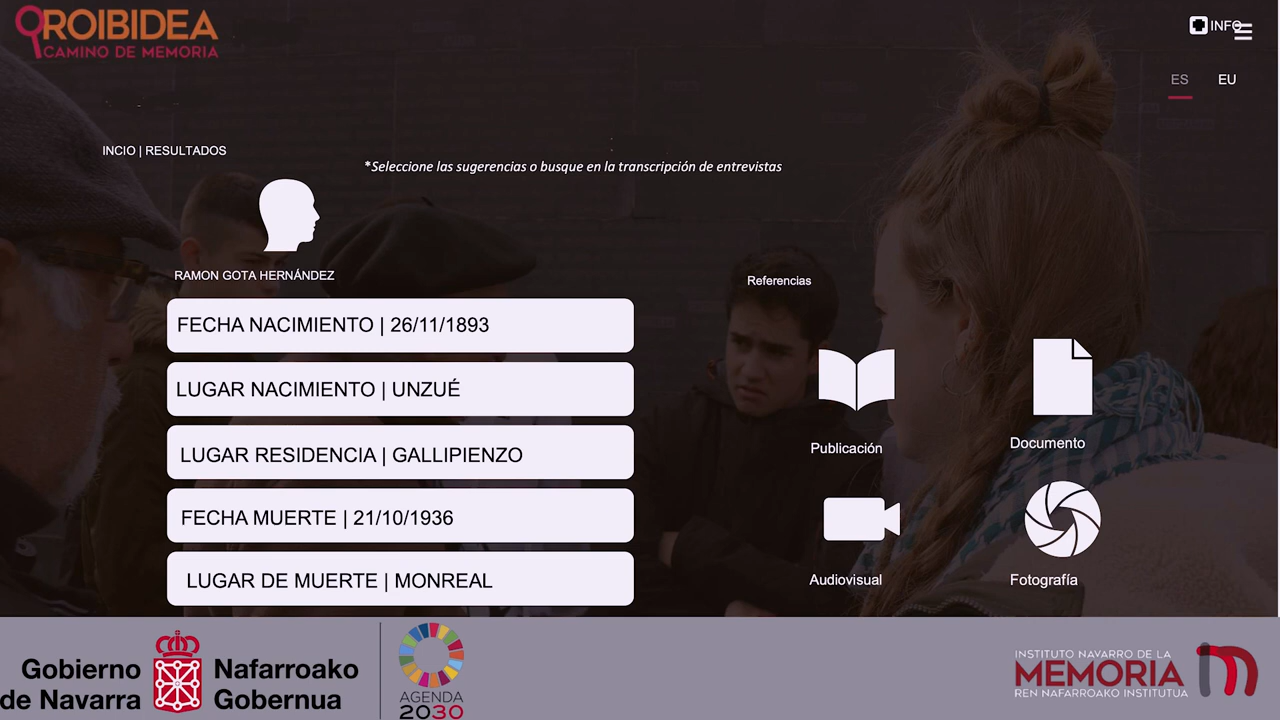 OROIBIDEA
CAMINO DE MEMORIA
INFO
ES EU
INCIO | RESULTADOS
*Seleccione las sugerencias o busque en la transcripción de entrevistas
RAMON GOTA HERNÁNDEZ
Referencias
FECHA NACIMIENTO | 26/11/1893
LUGAR NACIMIENTO | UNZUÉ
LUGAR RESIDENCIA | GALLIPIENZO
FECHA MUERTE | 21/10/1936
LUGAR DE MUERTE | MONREAL
Publicación
Documento
Audiovisual
Fotografía
Gobierno de Navarra
Nafarroako Gobernua
AGENDA
2030
INSTITUTO NAVARRO DE LA
MEMORIA
REN NAFARROAKO INSTITUTUA